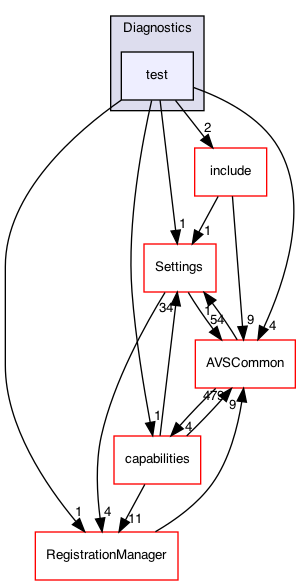 Diagnostics
test
2
include
1
1
Settings
34
1
54
9
4
AVSCommon
479
1
4
9
capabilities
1
4
11
RegistrationManager